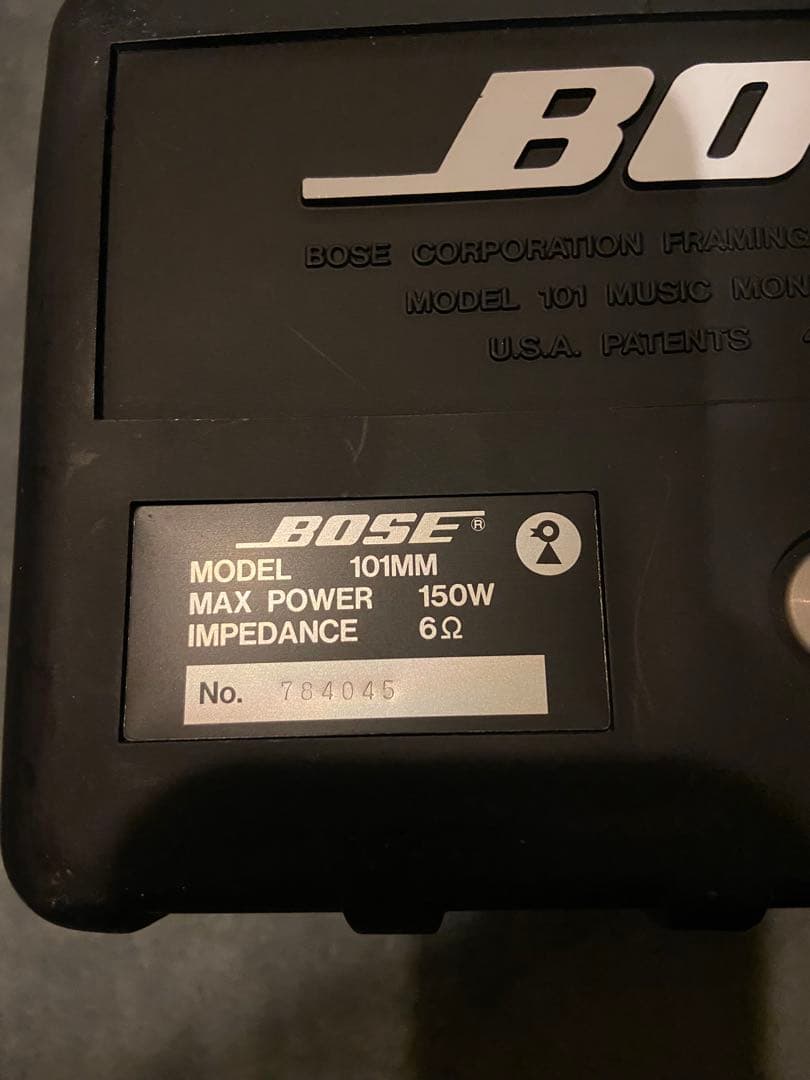 BO
BOSE CORPORATION FRAMING
MODEL 101 MUSIC MON
U.S.A. PATENTS
BOSE®
MODEL 101MM
MAX POWER 150W
IMPEDANCE 6Ω
No. 784045